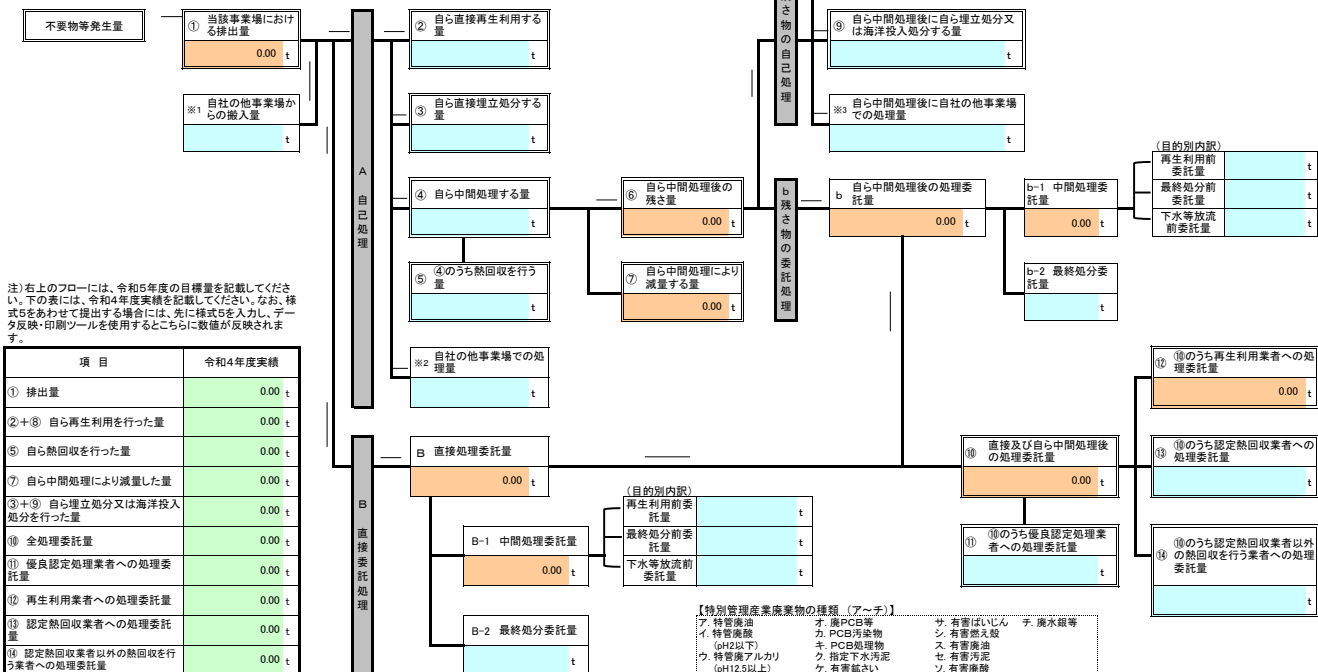 さ物の自己処理
不要物等発生量
① 当該事業場におけ
る排出量
0.00 t
※1 自社の他事業場か
らの搬入量
t
A 自己処理
② 自ら直接再生利用する
量
t
③ 自ら直接埋立処分する
量
t
④ 自ら中間処理する量
t
⑤ ④のうち熱回収を行う
量
t
※2 自社の他事業場での処
理量
t
⑥ 自ら中間処理後の
残さ量
0.00 t
⑦ 自ら中間処理により
減量する量
0.00 t
⑨ 自ら中間処理後に自ら埋立処分又
は海洋投入処分する量
t
※3 自ら中間処理後に自社の他事業場
での処理量
t
b 残さ物の委託処理
b 自ら中間処理後の処理委
託量
0.00 t
b-1 中間処理委
託量
0.00 t
b-2 最終処分委
託量
t
(目的別内訳)
再生利用前
委託量
t
最終処分前
委託量
t
下水等放流
前委託量
t
注）右上のフローには、令和5年度の目標量を記載してくださ
い。下の表には、令和4年度実績を記載してください。なお、様
式5をあわせて提出する場合には、先に様式5を入力し、デー
タ反映・印刷ツールを使用するとこちらに数値が反映されま
す。
項 目 令和4年度実績
① 排出量 0.00 t
②+⑧ 自ら再生利用を行った量 0.00 t
⑤ 自ら熱回収を行った量 0.00 t
⑦ 自ら中間処理により減量した量 0.00 t
③+⑨ 自ら埋立処分又は海洋投入
処分を行った量 0.00 t
⑩ 全処理委託量 0.00 t
⑪ 優良認定処理業者への処理委
託量 0.00 t
⑫ 再生利用業者への処理委託量 0.00 t
⑬ 認定熱回収業者への処理委託
量 0.00 t
⑭ 認定熱回収業者以外の熱回収を行
う業者への処理委託量 0.00 t
B 直接委託処理
B 直接処理委託量
0.00 t
B-1 中間処理委託量
0.00 t
B-2 最終処分委託量
t
(目的別内訳)
再生利用前委
託量
t
最終処分前委
託量
t
下水等放流前
委託量
t
⑩ 直接及び自ら中間処理後
の処理委託量
0.00 t
⑪ ⑩のうち優良認定処理業
者への処理委託量
t
⑫ ⑩のうち再生利用業者への処
理委託量
0.00 t
⑬ ⑩のうち認定熱回収業者への
処理委託量
t
⑭ ⑩のうち認定熱回収業者以外
の熱回収を行う業者への処理
委託量
t
【特別管理産業廃棄物の種類 （ア～チ）】
ア. 特管廃油 オ. 廃PCB等 サ. 有害ばいじん チ. 廃水銀等
イ. 特管廃酸 カ. PCB汚染物 シ. 有害燃え殻
(pH2以下) キ. PCB処理物 ス. 有害廃油
ウ. 特管廃アルカリ ク. 指定下水汚泥 セ. 有害汚泥
(pH12.5以上) ケ. 有害鉱さい ソ. 有害廃酸